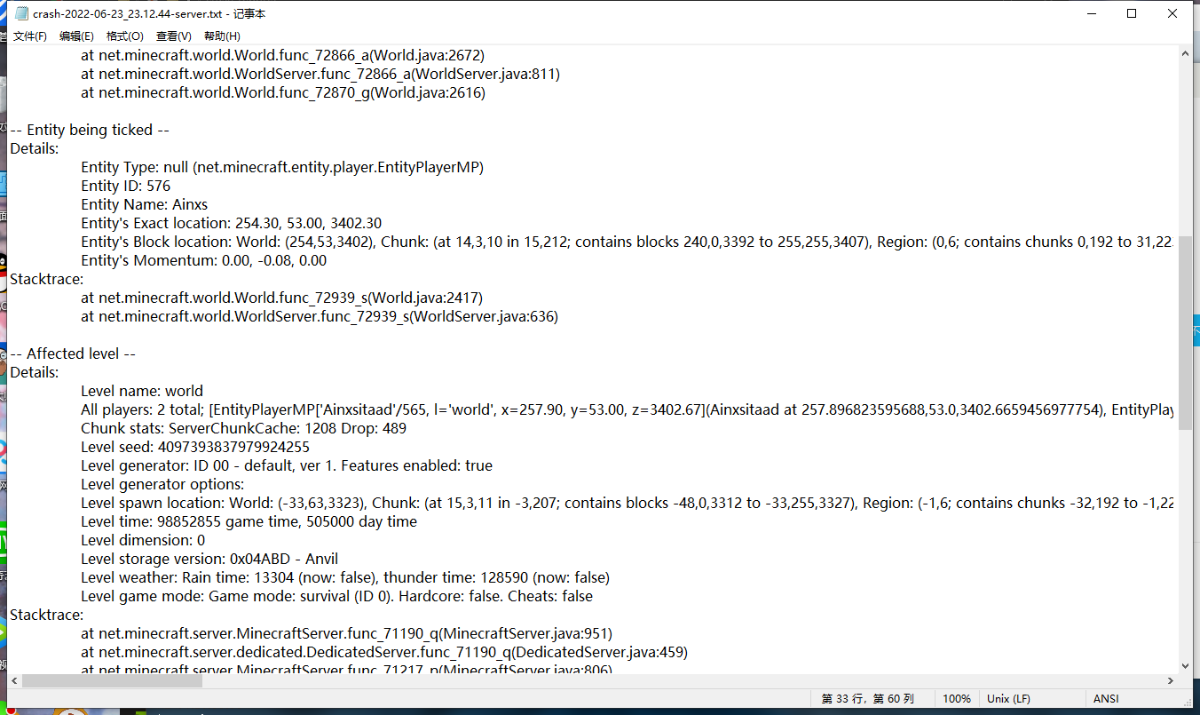 crash-2022-06-23_23.12.44-server.txt - 记事本
文件(F) 编辑(E) 格式(O) 查看(V) 帮助(H)
at net.minecraft.world.World.func_72866_a(World.java:2672)
at net.minecraft.world.WorldServer.func_72866_a(WorldServer.java:811)
at net.minecraft.world.World.func_72870_g(World.java:2616)
-- Entity being ticked --
Details:
Entity Type: null (net.minecraft.entity.player.EntityPlayerMP)
Entity ID: 576
Entity Name: Ainxs
Entity's Exact location: 254.30, 53.00, 3402.30
Entity's Block location: World: (254,53,3402), Chunk: (at 14,3,10 in 15,212; contains blocks 240,0,3392 to 255,255,3407), Region: (0,6; contains chunks 0,192 to 31,22
Entity's Momentum: 0.00, -0.08, 0.00
Stacktrace:
at net.minecraft.world.World.func_72939_s(World.java:2417)
at net.minecraft.world.WorldServer.func_72939_s(WorldServer.java:636)
-- Affected level --
Details:
Level name: world
All players: 2 total; [EntityPlayerMP['Ainxsitaad'/565, l='world', x=257.90, y=53.00, z=3402.67](Ainxsitaad at 257.896823595688,53.0,3402.6659456977754), EntityPlay
Chunk stats: ServerChunkCache: 1208 Drop: 489
Level seed: 4097393837979924255
Level generator: ID 00 - default, ver 1. Features enabled: true
Level generator options:
Level spawn location: World: (-33,63,3323), Chunk: (at 15,3,11 in -3,207; contains blocks -48,0,3312 to -33,255,3327), Region: (-1,6; contains chunks -32,192 to -1,22
Level time: 98852855 game time, 505000 day time
Level dimension: 0
Level storage version: 0x04ABD - Anvil
Level weather: Rain time: 13304 (now: false), thunder time: 128590 (now: false)
Level game mode: Game mode: survival (ID 0). Hardcore: false. Cheats: false
Stacktrace:
at net.minecraft.server.MinecraftServer.func_71190_q(MinecraftServer.java:951)
at net.minecraft.server.dedicated.DedicatedServer.func_71190_q(DedicatedServer.java:459)
at net.minecraft.server.MinecraftServer.func_71217_p(MinecraftServer.java:806)
第 33 行，第 60 列 100% Unix (LF) ANSI